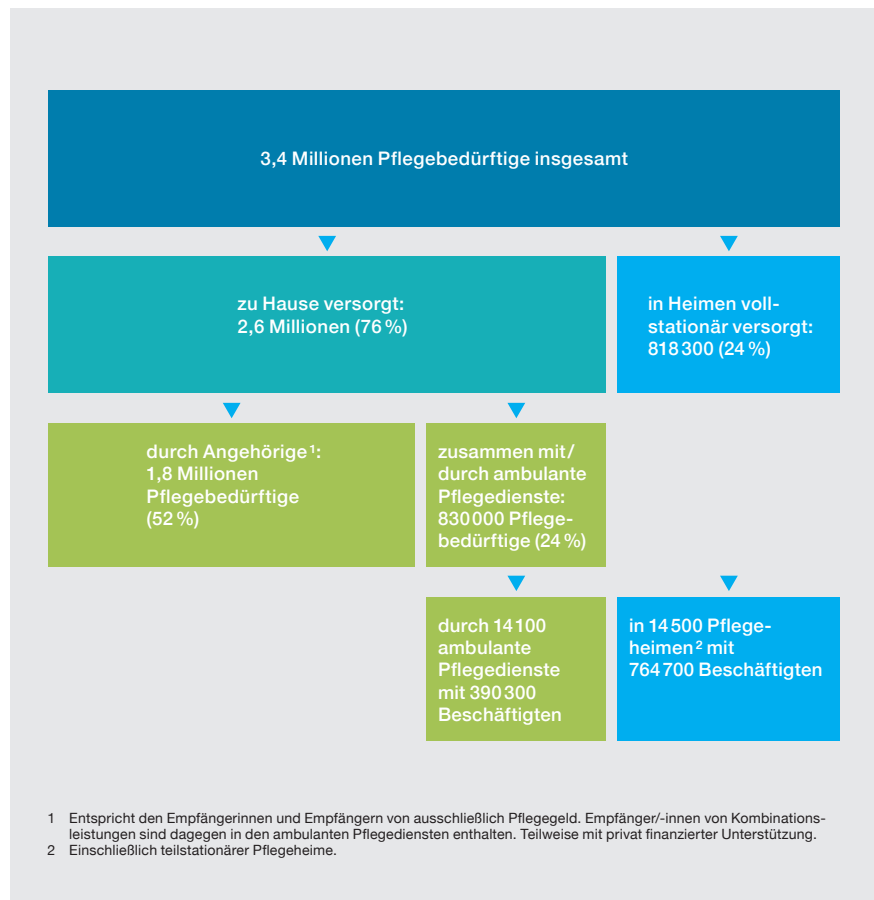 3,4 Millionen Pflegebedürftige insgesamt
zu Hause versorgt:
2,6 Millionen (76 %)
in Heimen voll-
stationär versorgt:
818 300 (24 %)
durch Angehörige¹:
1,8 Millionen
Pflegebedürftige
(52 %)
zusammen mit/
durch ambulante
Pflegedienste:
830 000 Pflege-
bedürftige (24 %)
durch 14 100
ambulante
Pflegedienste
mit 390 300
Beschäftigten
in 14 500 Pflege-
heimen² mit
764 700 Beschäftigten
1 Entspricht den Empfängerinnen und Empfängern von ausschließlich Pflegegeld. Empfänger/-innen von Kombinations-
leistungen sind dagegen in den ambulanten Pflegediensten enthalten. Teilweise mit privat finanzierter Unterstützung.
2 Einschließlich teilstationärer Pflegeheime.